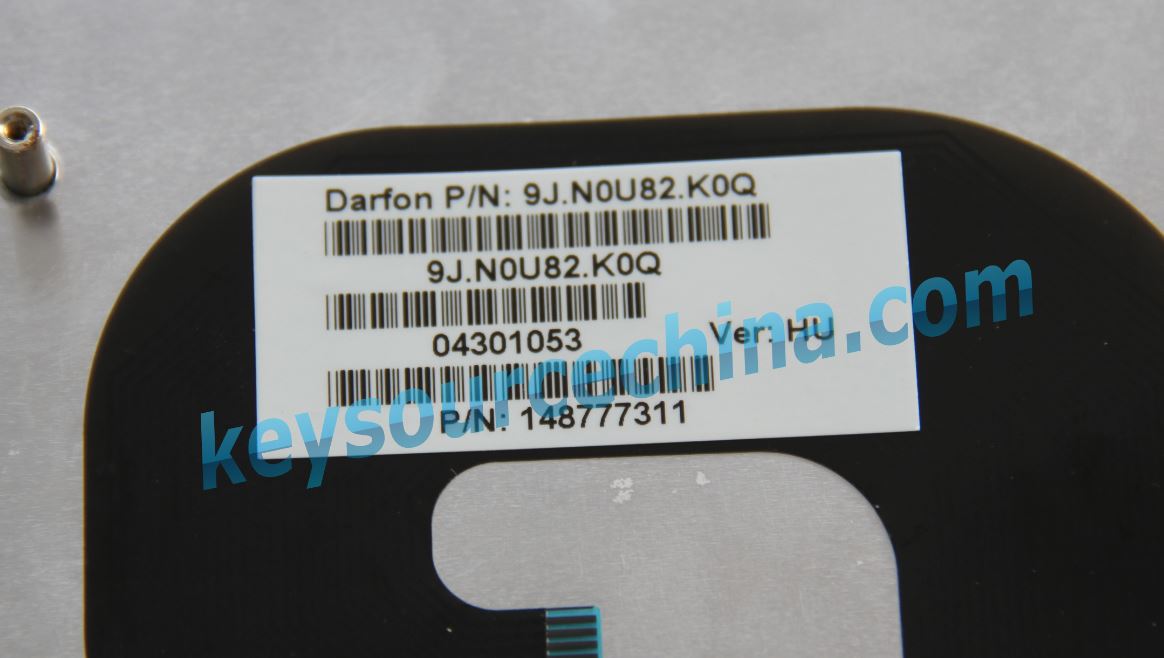 Darfon P/N: 9J.N0U82.K0Q
9J.N0U82.K0Q
04301053 Ver: HU
P/N: 148777311
keysourcechina.com